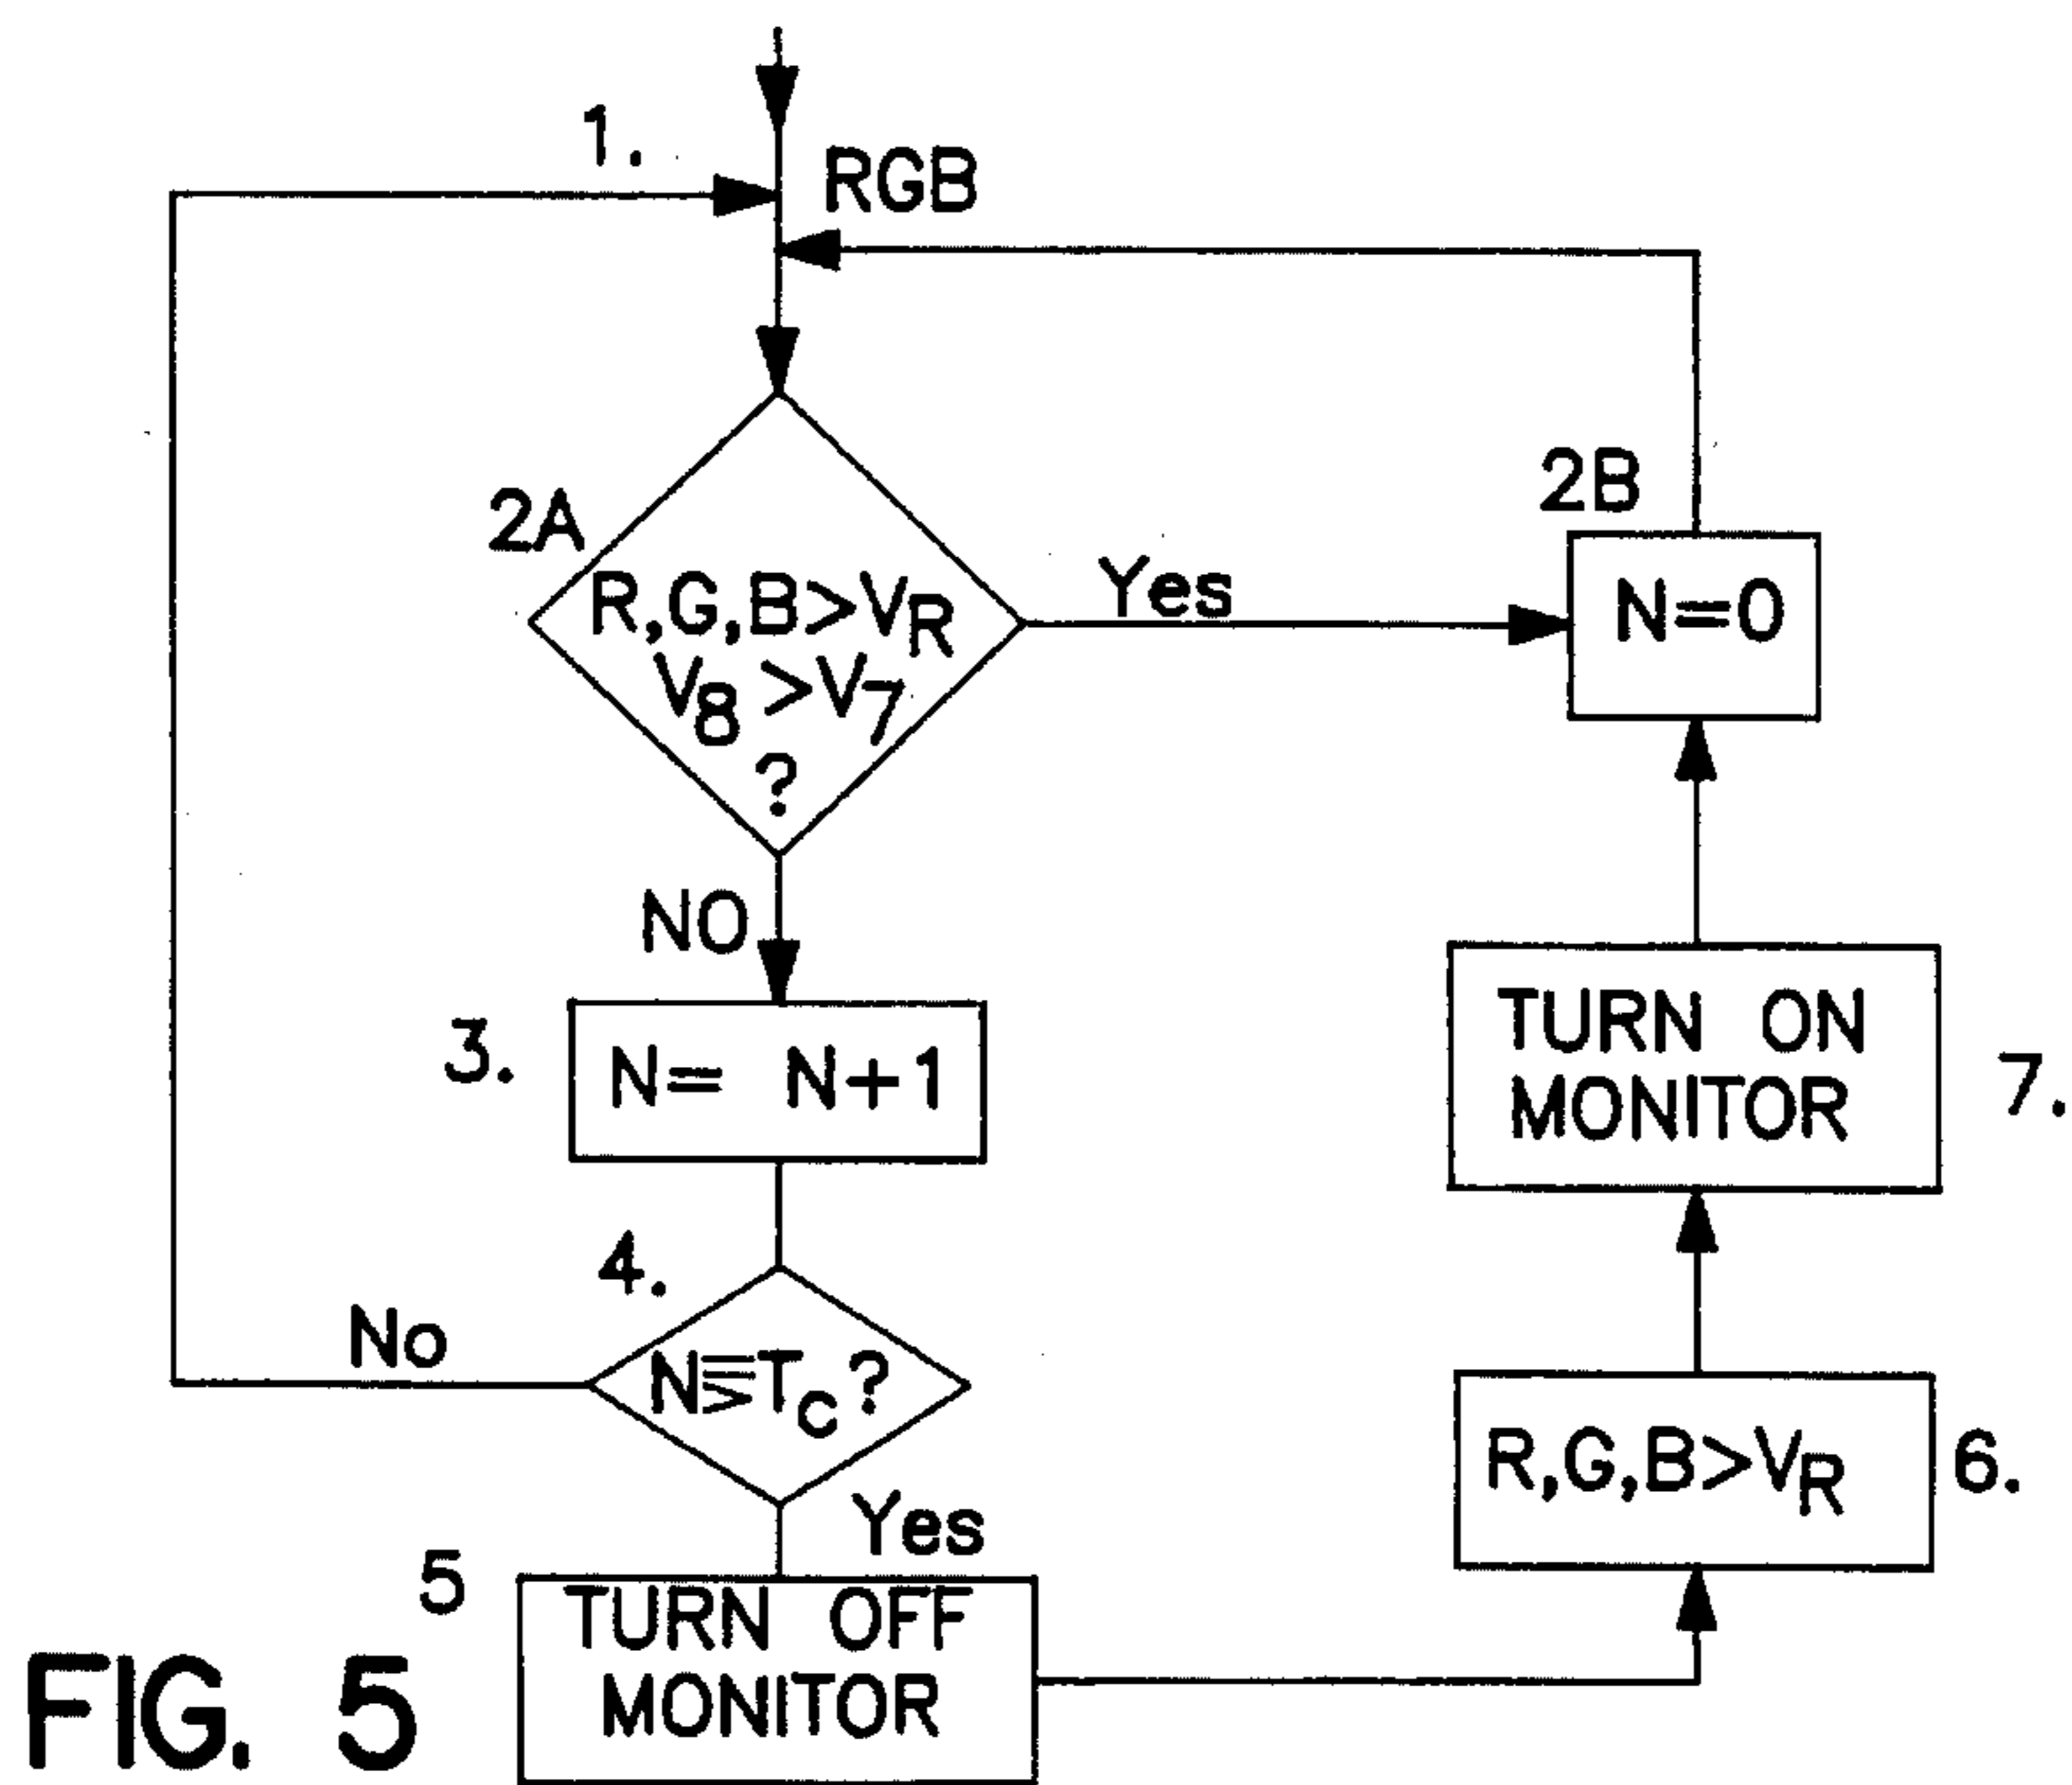 1.
RGB
2A
R,G,B>VR
V8>V7
?
Yes
2B
N=0
NO
3.
N= N+1
TURN ON
MONITOR
7.
4.
No
N≧Tc?
R,G,B>VR
6.
Yes
5
TURN OFF
MONITOR
FIG. 5